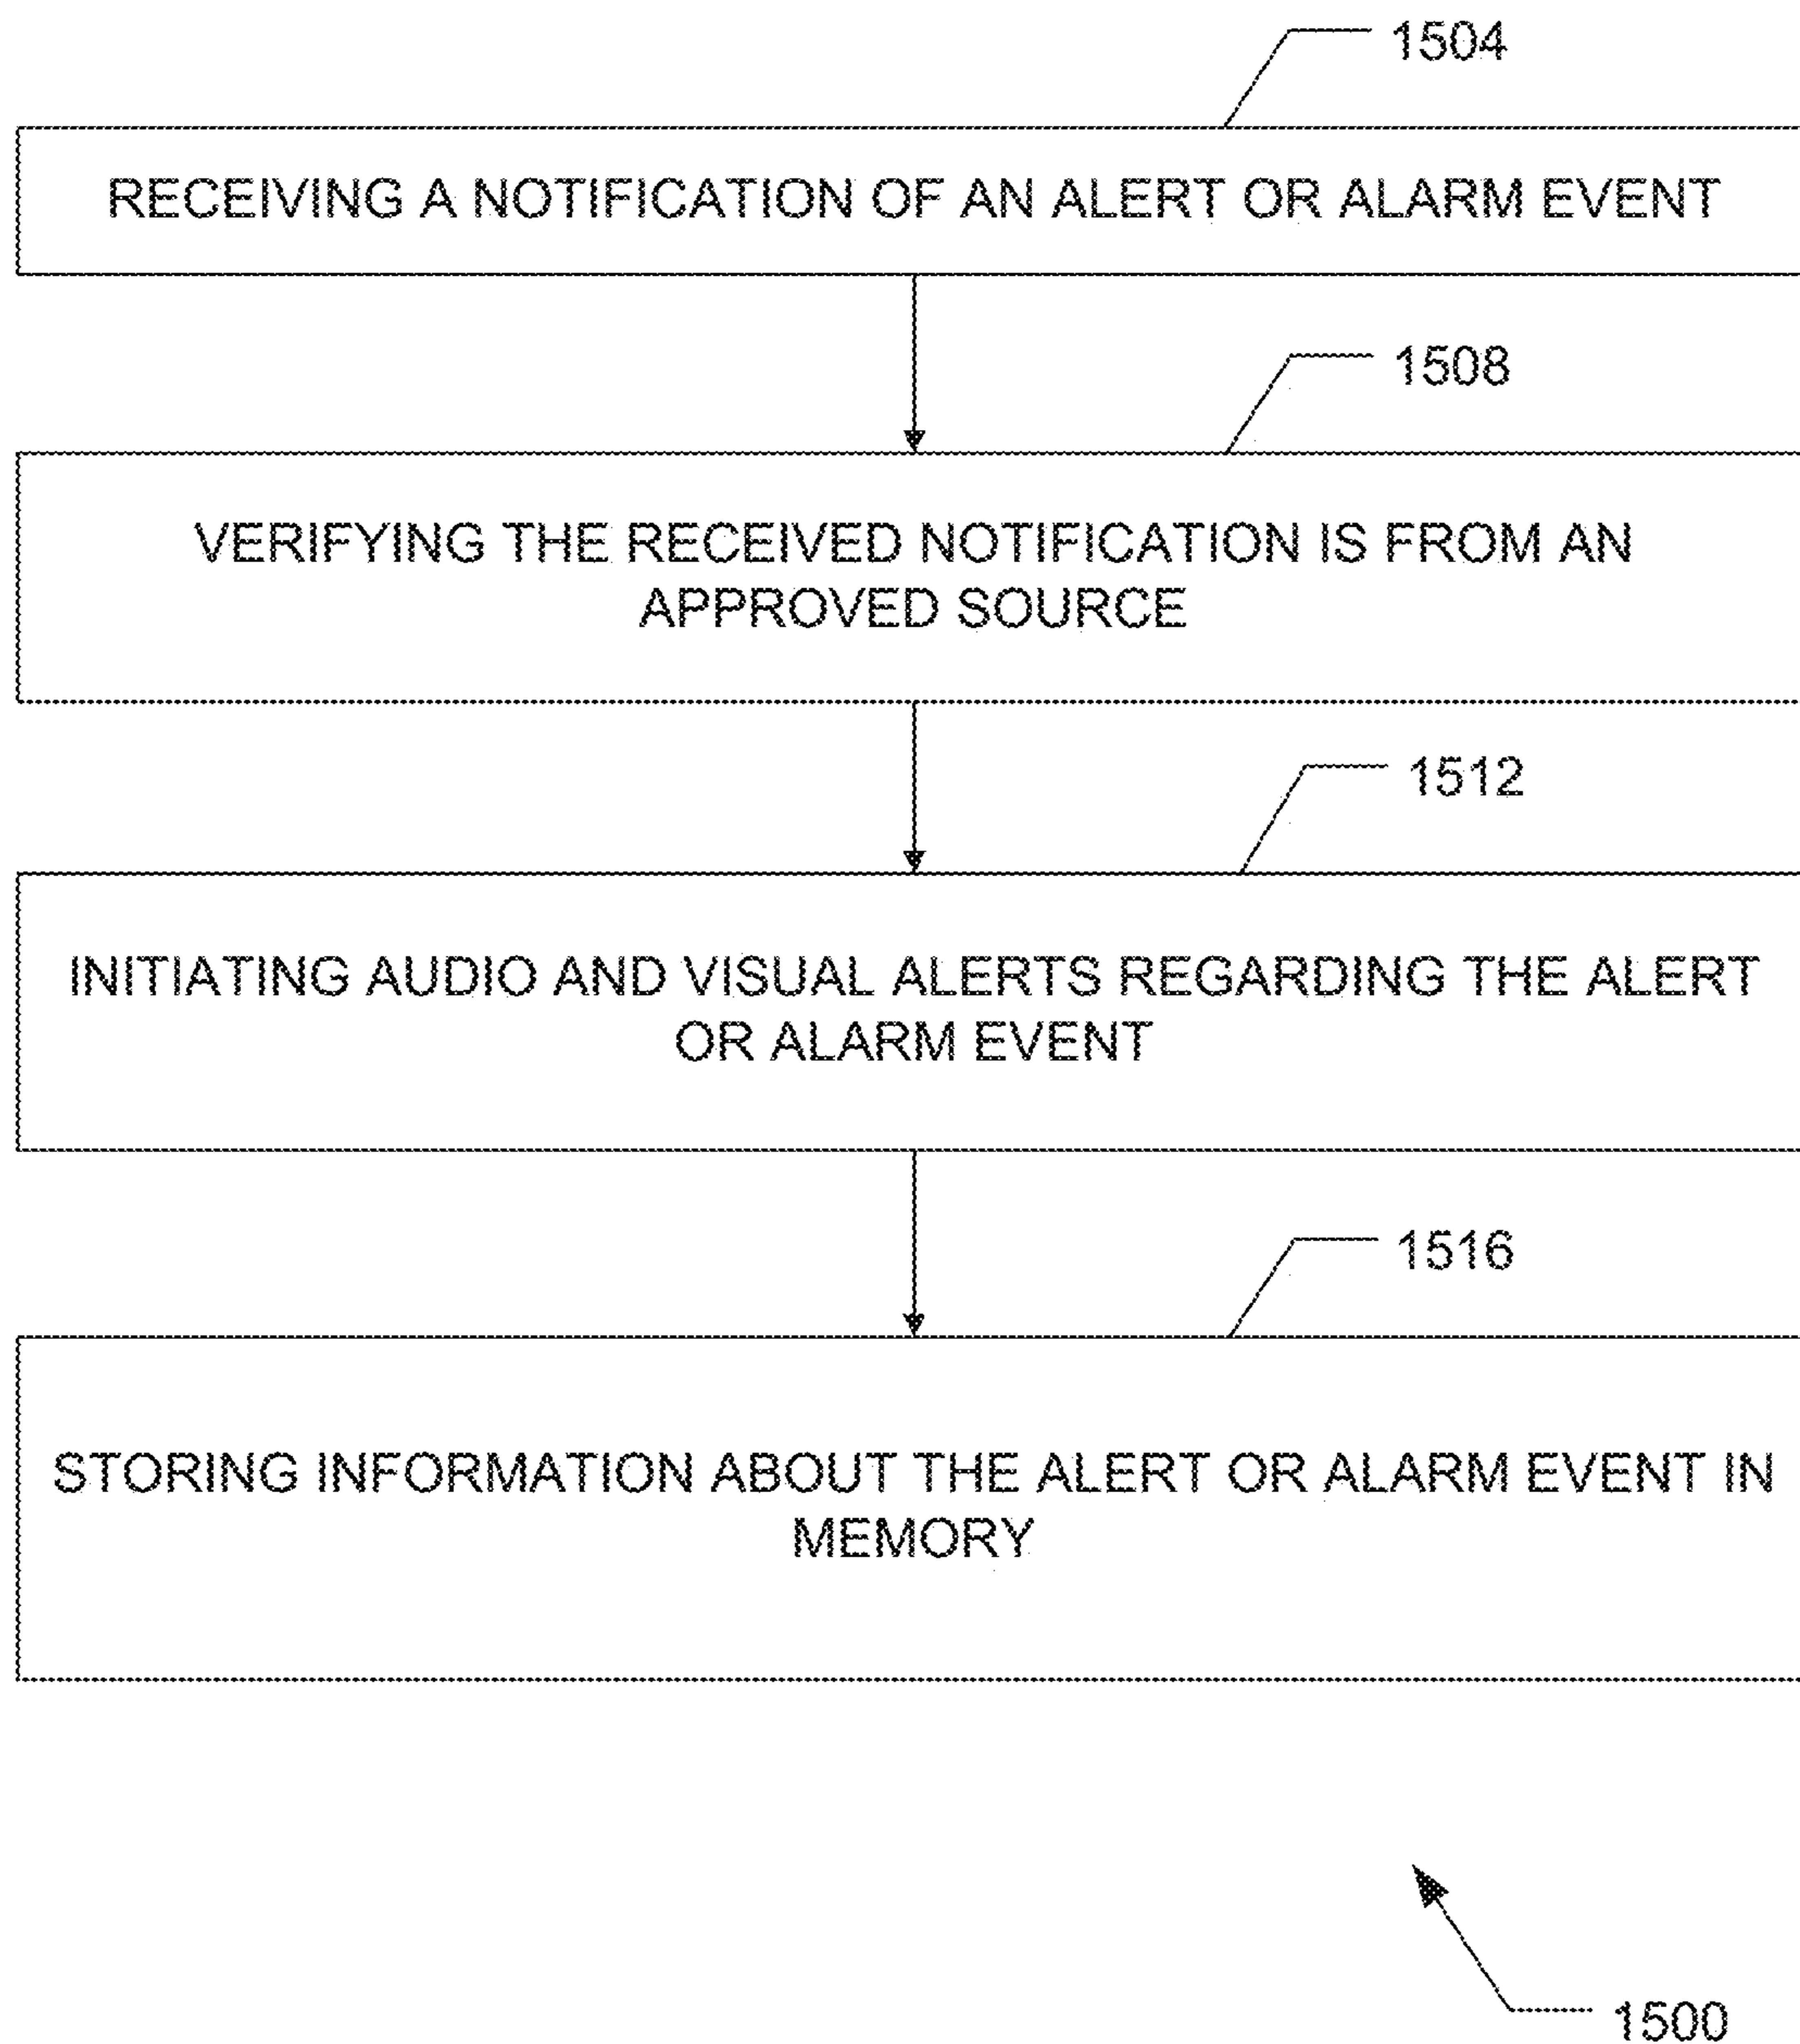 1504
RECEIVING A NOTIFICATION OF AN ALERT OR ALARM EVENT
1508
VERIFYING THE RECEIVED NOTIFICATION IS FROM AN
APPROVED SOURCE
1512
INITIATING AUDIO AND VISUAL ALERTS REGARDING THE ALERT
OR ALARM EVENT
1516
STORING INFORMATION ABOUT THE ALERT OR ALARM EVENT IN
MEMORY
1500